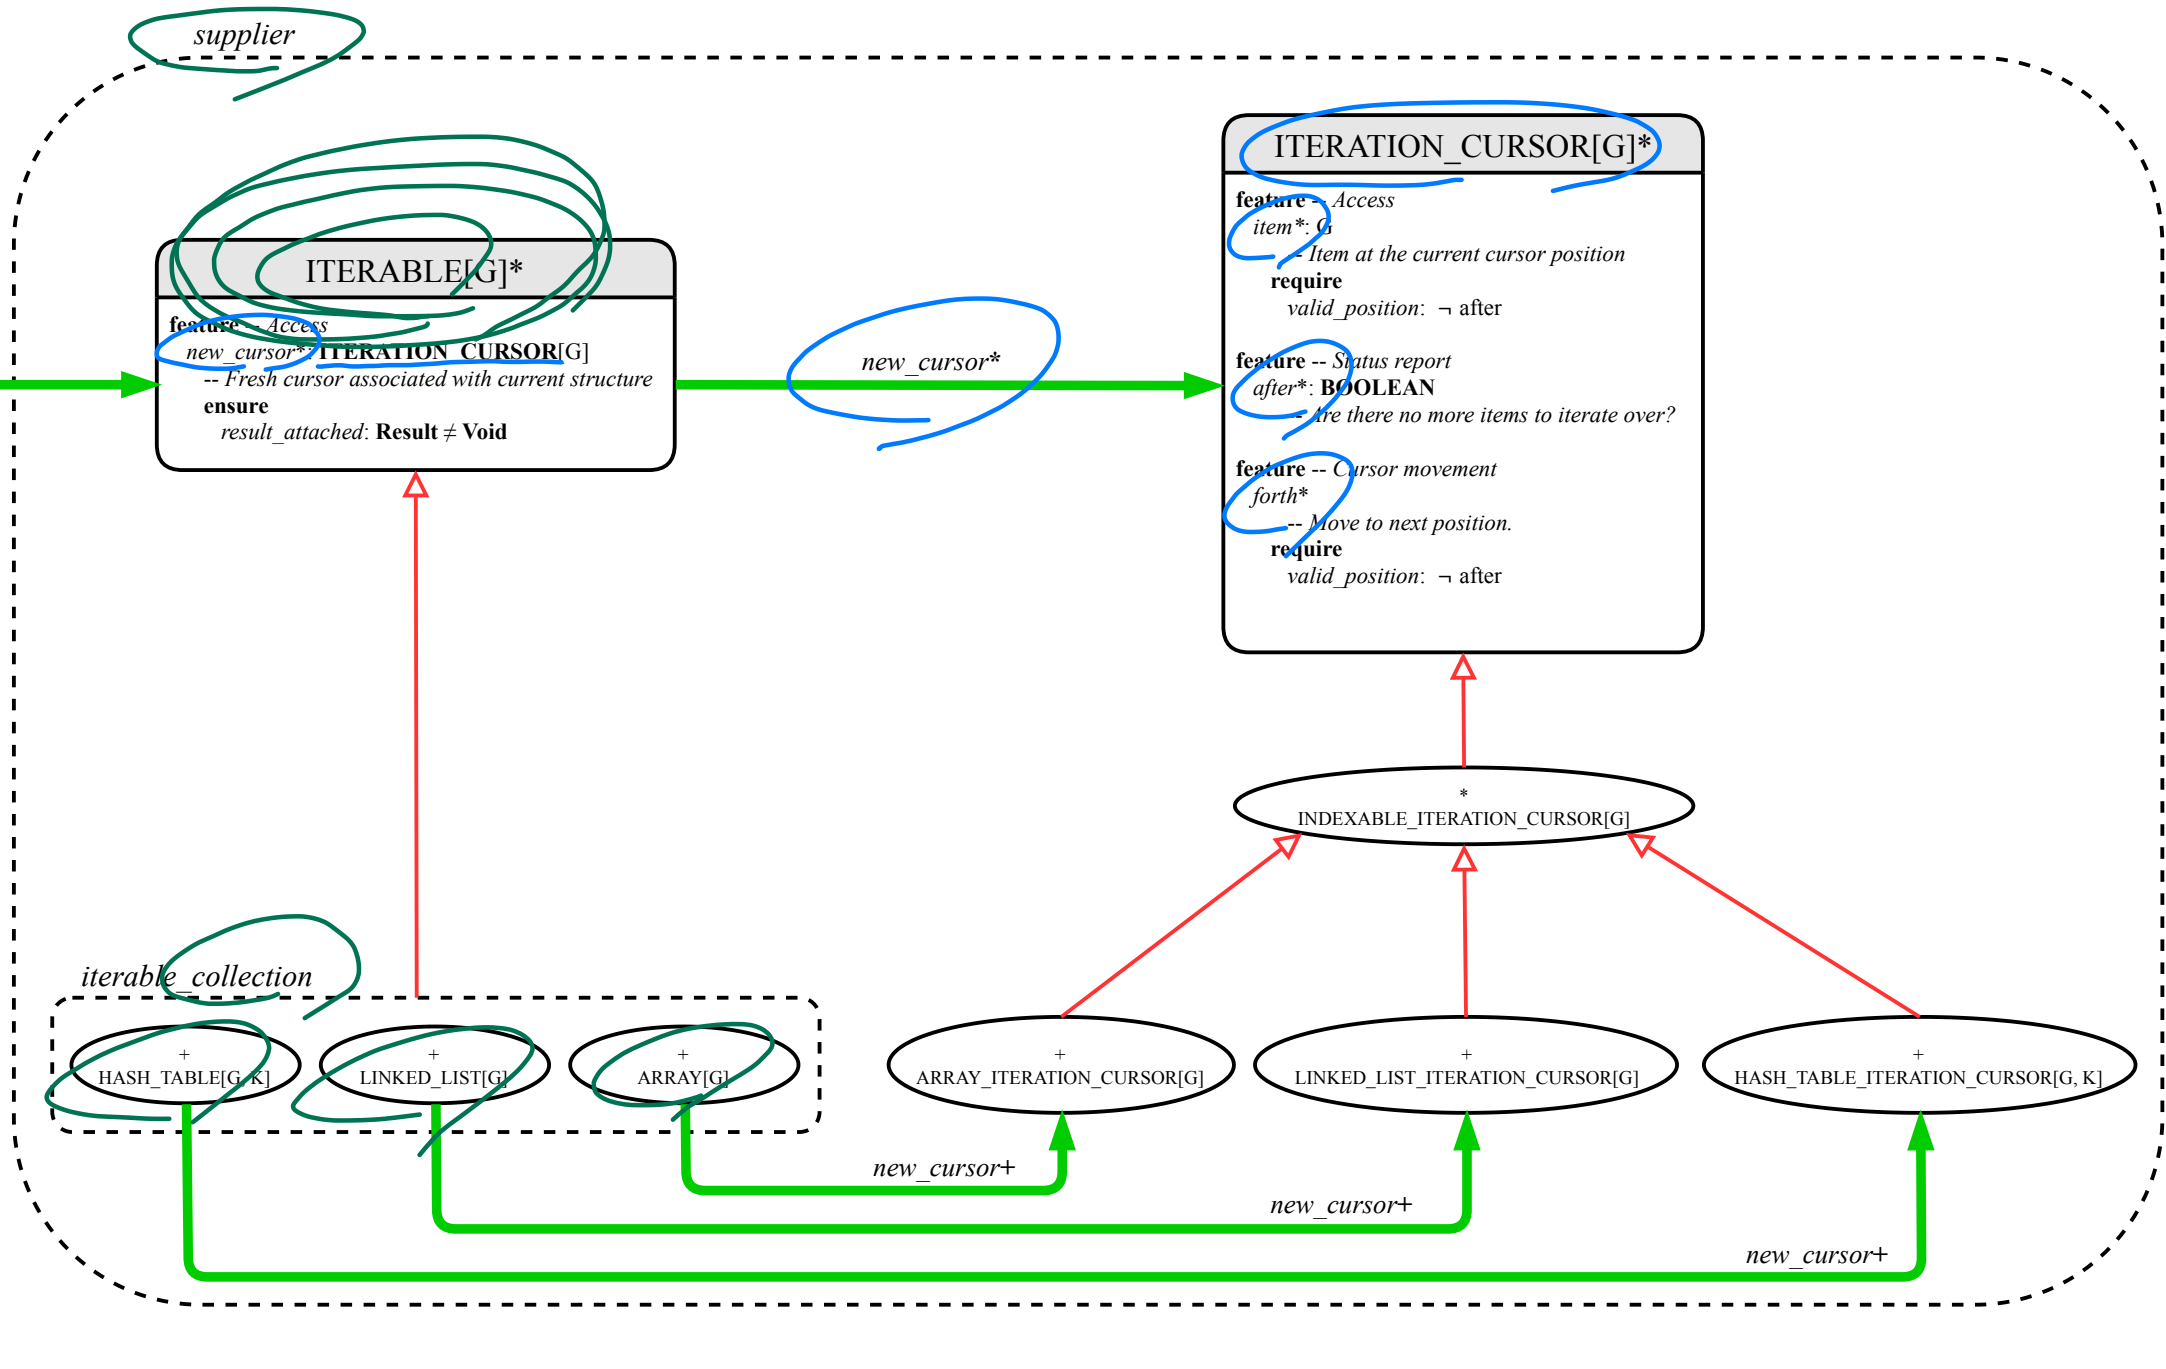 supplier
ITERABLE[G]*
feature -- Access
new_cursor*: ITERATION_CURSOR[G]
-- Fresh cursor associated with current structure
ensure
result_attached: Result ≠ Void
new_cursor*
ITERATION_CURSOR[G]*
feature -- Access
item*: G
-- Item at the current cursor position
require
valid_position: ¬ after
feature -- Status report
after*: BOOLEAN
-- Are there no more items to iterate over?
feature -- Cursor movement
forth*
-- Move to next position.
require
valid_position: ¬ after
*
INDEXABLE_ITERATION_CURSOR[G]
iterable_collection
+
HASH_TABLE[G, K]
+
LINKED_LIST[G]
+
ARRAY[G]
+
ARRAY_ITERATION_CURSOR[G]
+
LINKED_LIST_ITERATION_CURSOR[G]
+
HASH_TABLE_ITERATION_CURSOR[G, K]
new_cursor+
new_cursor+
new_cursor+